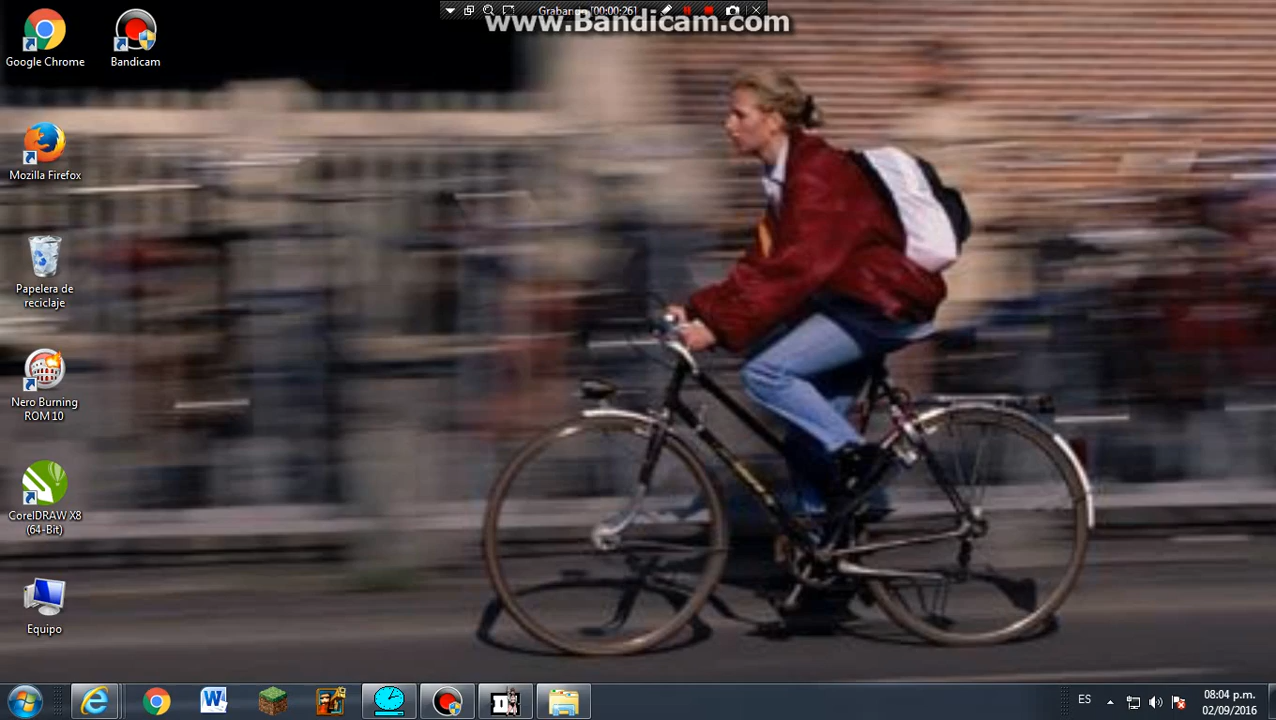 Grabando [00:00:26]
www.Bandicam.com
Google Chrome
Bandicam
Mozilla Firefox
Papelera de
reciclaje
Nero Burning
ROM 10
CorelDRAW X8
(64-Bit)
Equipo
ES
08:04 p.m.
02/09/2016